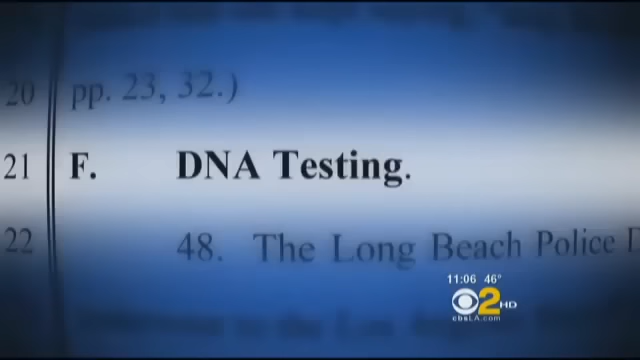 20 pp. 23, 32.)
21 F. DNA Testing.
22 48. The Long Beach Police
11:06 46°
2 HD
cbsLA.com